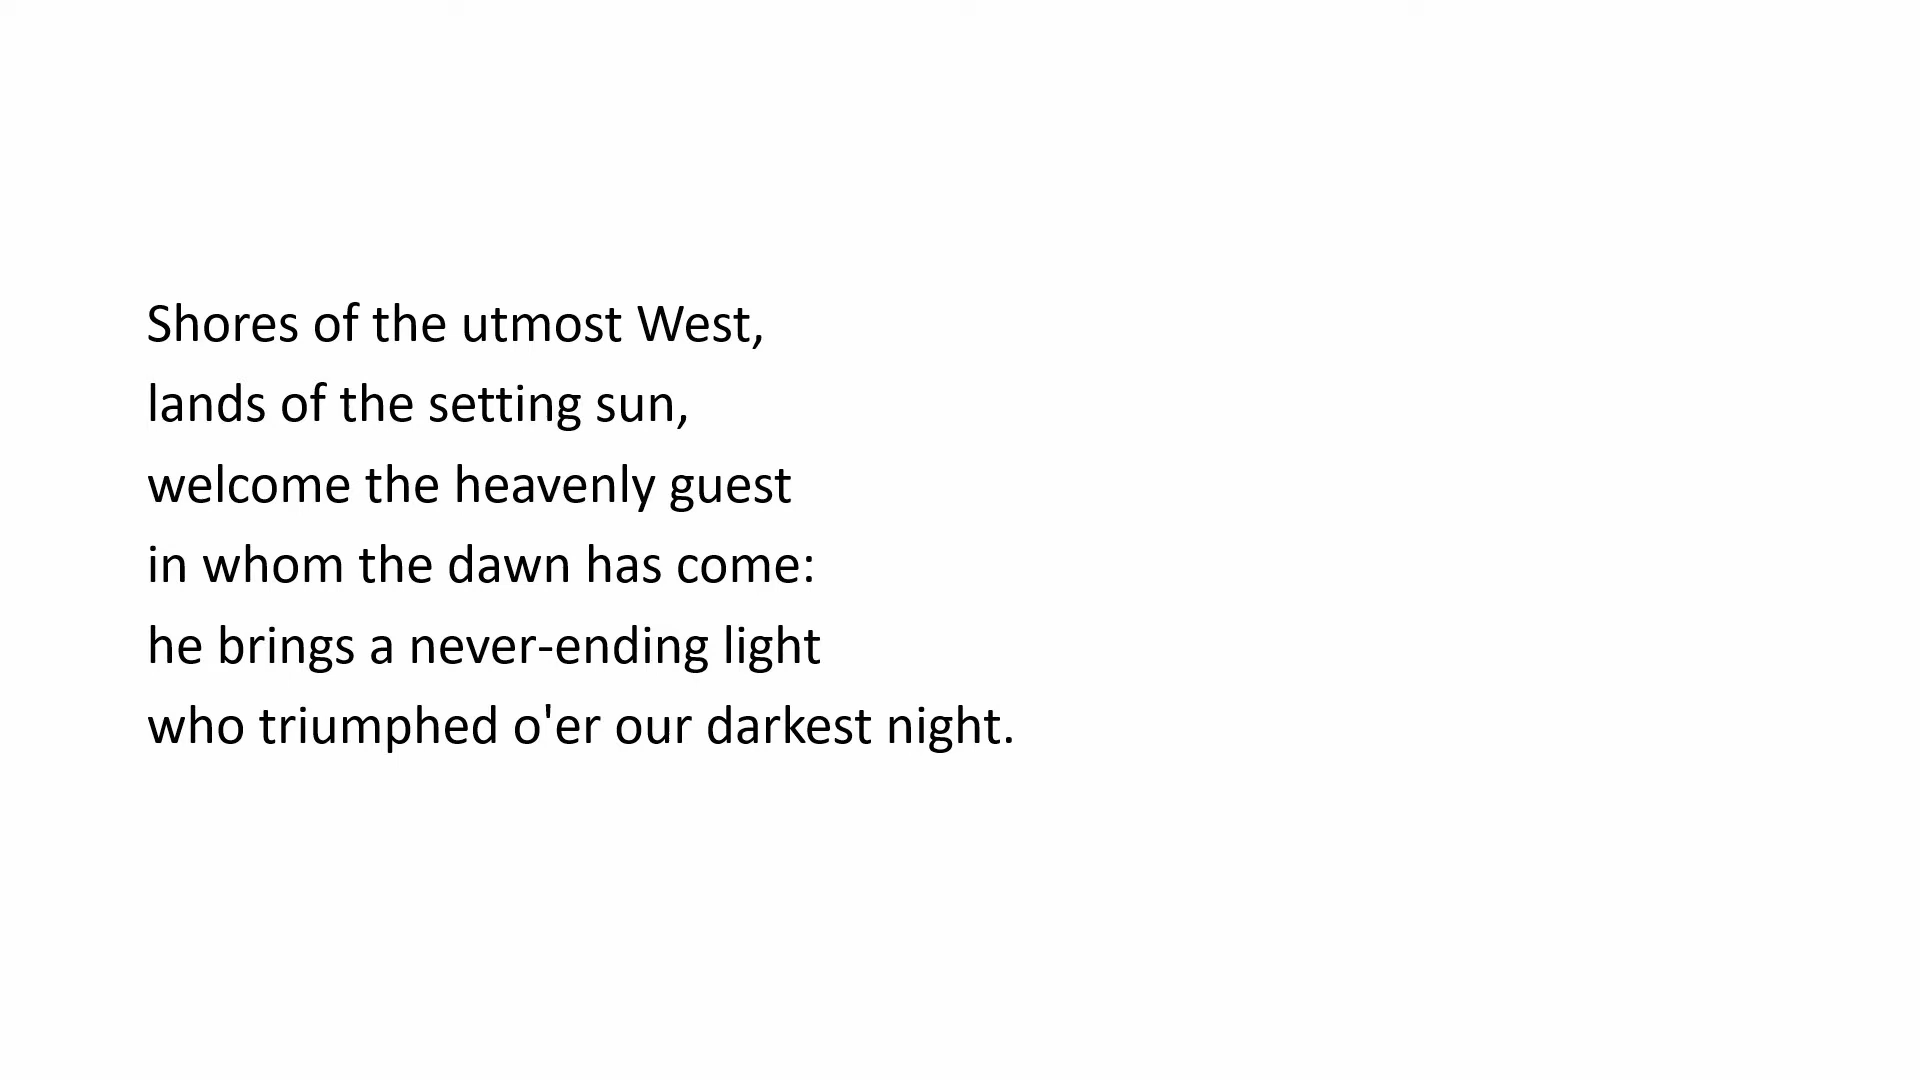 Shores of the utmost West,
lands of the setting sun,
welcome the heavenly guest
in whom the dawn has come:
he brings a never-ending light
who triumphed o'er our darkest night.